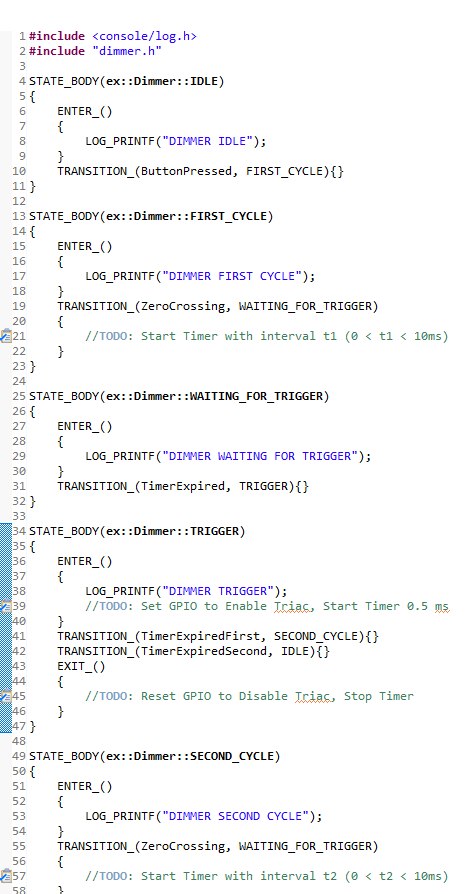 1 #include <console/log.h>
2 #include "dimmer.h"
3
4 STATE_BODY(ex::Dimmer::IDLE)
5 {
6     ENTER_()
7     {
8         LOG_PRINTF("DIMMER IDLE");
9     }
10     TRANSITION_(ButtonPressed, FIRST_CYCLE){}
11 }
12
13 STATE_BODY(ex::Dimmer::FIRST_CYCLE)
14 {
15     ENTER_()
16     {
17         LOG_PRINTF("DIMMER FIRST CYCLE");
18     }
19     TRANSITION_(ZeroCrossing, WAITING_FOR_TRIGGER)
20     {
21         //TODO: Start Timer with interval t1 (0 < t1 < 10ms)
22     }
23 }
24
25 STATE_BODY(ex::Dimmer::WAITING_FOR_TRIGGER)
26 {
27     ENTER_()
28     {
29         LOG_PRINTF("DIMMER WAITING FOR TRIGGER");
30     }
31     TRANSITION_(TimerExpired, TRIGGER){}
32 }
33
34 STATE_BODY(ex::Dimmer::TRIGGER)
35 {
36     ENTER_()
37     {
38         LOG_PRINTF("DIMMER TRIGGER");
39         //TODO: Set GPIO to Enable Triac, Start Timer 0.5 ms
40     }
41     TRANSITION_(TimerExpiredFirst, SECOND_CYCLE){}
42     TRANSITION_(TimerExpiredSecond, IDLE){}
43     EXIT_()
44     {
45         //TODO: Reset GPIO to Disable Triac, Stop Timer
46     }
47 }
48
49 STATE_BODY(ex::Dimmer::SECOND_CYCLE)
50 {
51     ENTER_()
52     {
53         LOG_PRINTF("DIMMER SECOND CYCLE");
54     }
55     TRANSITION_(ZeroCrossing, WAITING_FOR_TRIGGER)
56     {
57         //TODO: Start Timer with interval t2 (0 < t2 < 10ms)
58     }